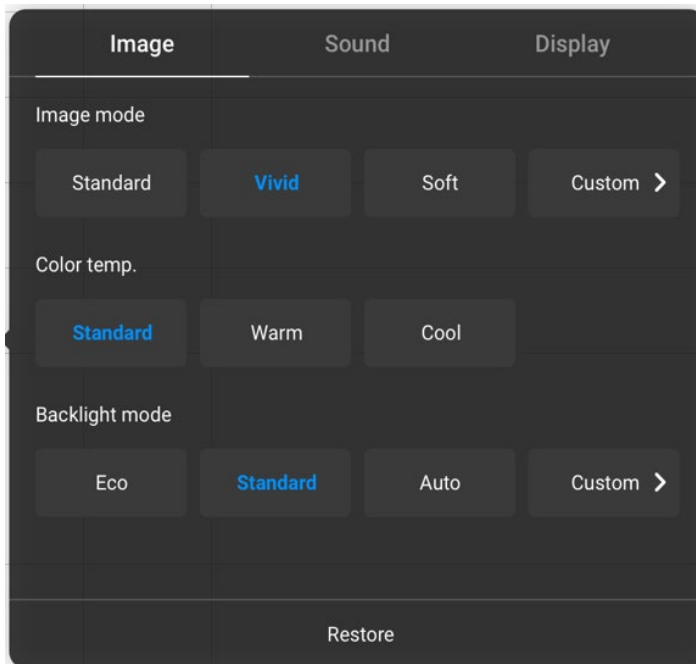 Image Sound Display
Image mode
Standard Vivid Soft Custom
Color temp.
Standard Warm Cool
Backlight mode
Eco Standard Auto Custom
Restore